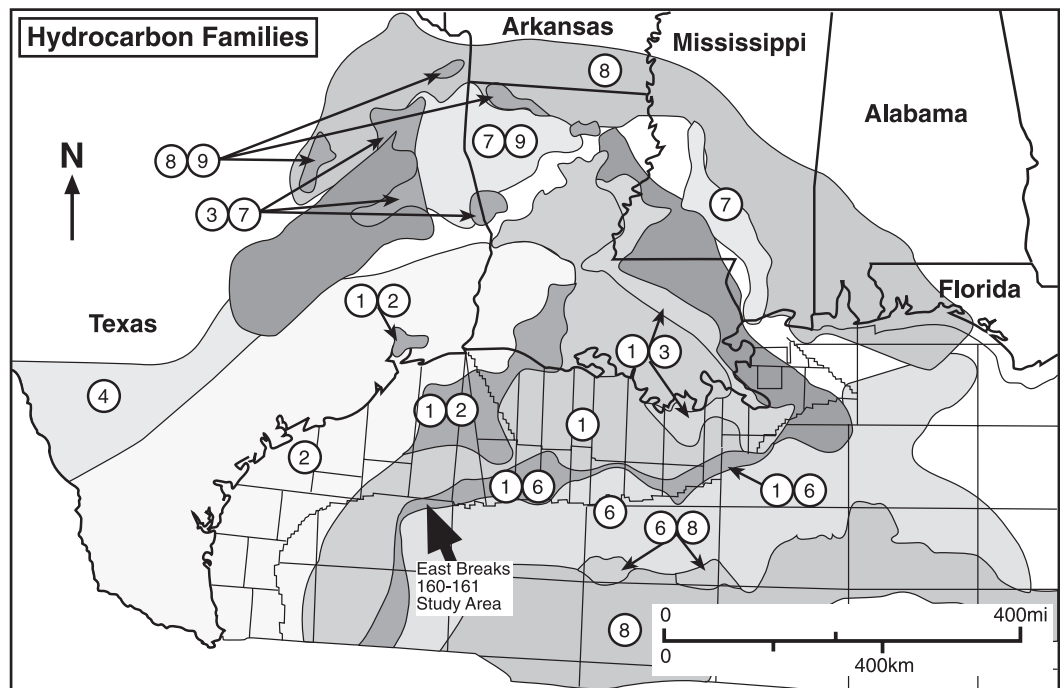 Hydrocarbon Families
Arkansas
Mississippi
Alabama
8
N
8 9
7 9
3 7
7
Texas
1 2
Florida
1 3
4
1 2
1
2
1 6
1 6
6
6 8
East Breaks
160-161
Study Area
8
0 400mi
0 400km